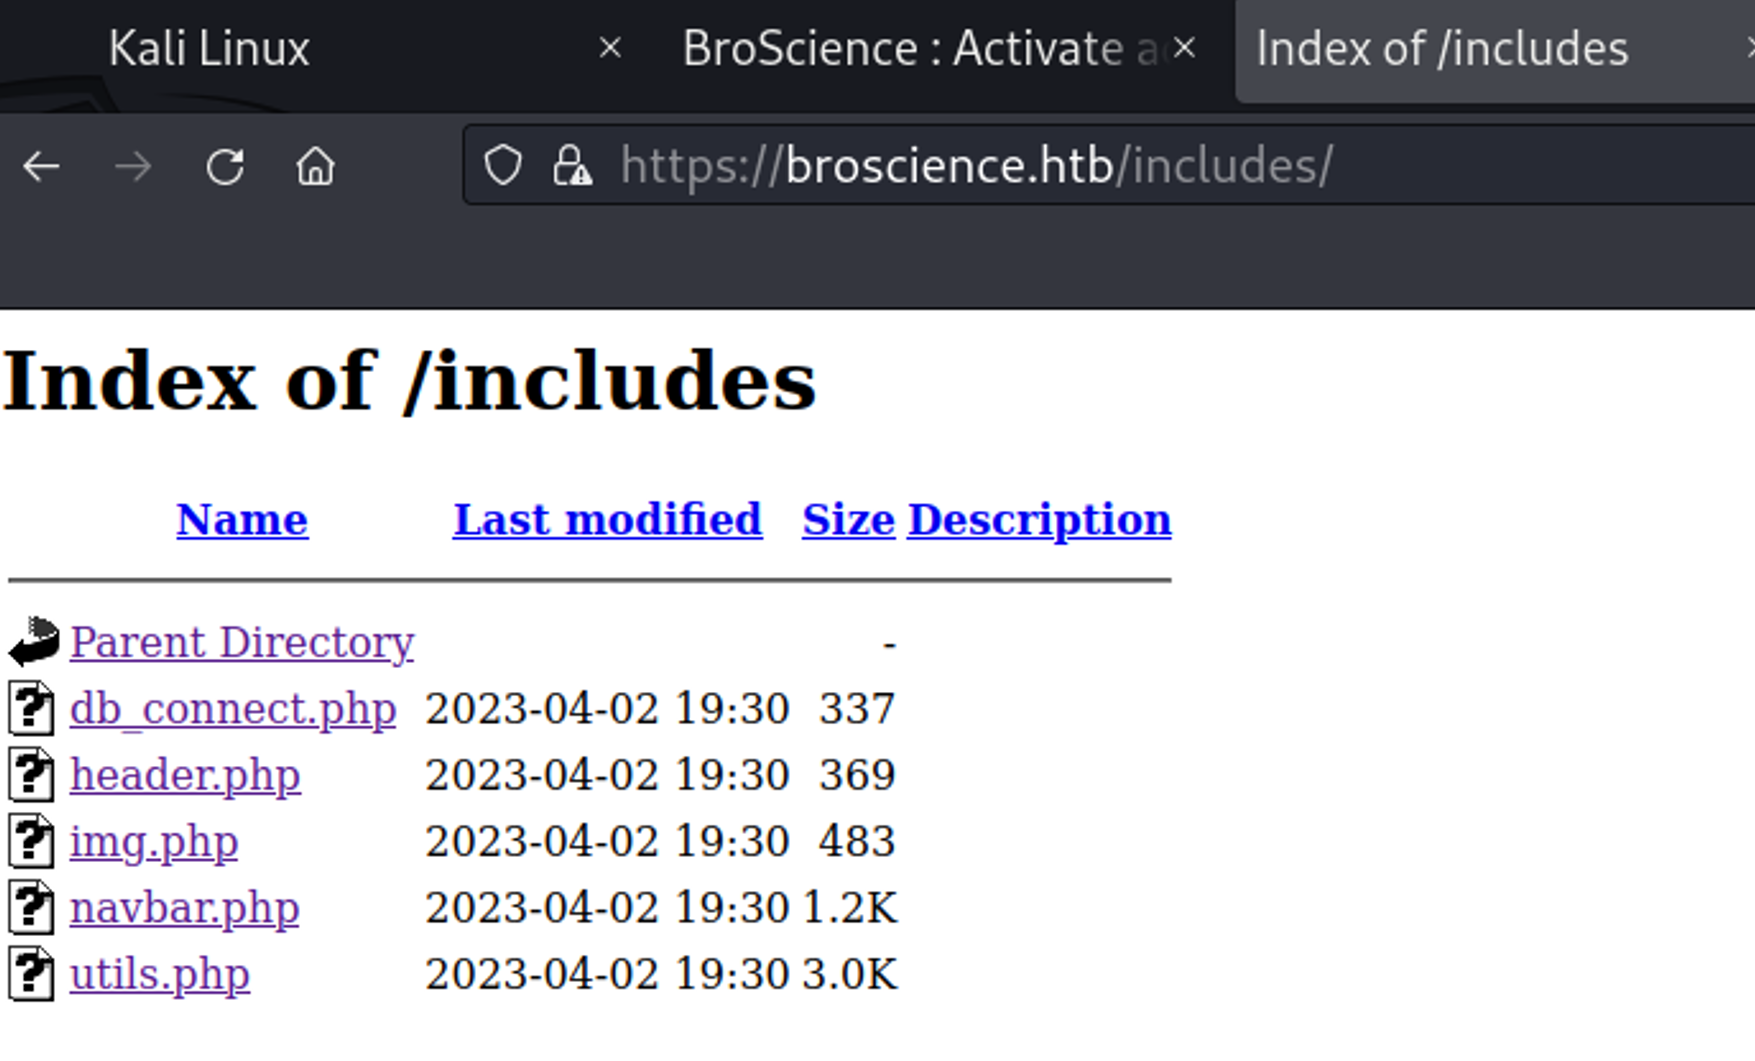 Kali Linux
BroScience : Activate
Index of /includes
https://broscience.htb/includes/
Index of /includes
Name Last modified Size Description
Parent Directory -
db_connect.php 2023-04-02 19:30 337
header.php 2023-04-02 19:30 369
img.php 2023-04-02 19:30 483
navbar.php 2023-04-02 19:30 1.2K
utils.php 2023-04-02 19:30 3.0K